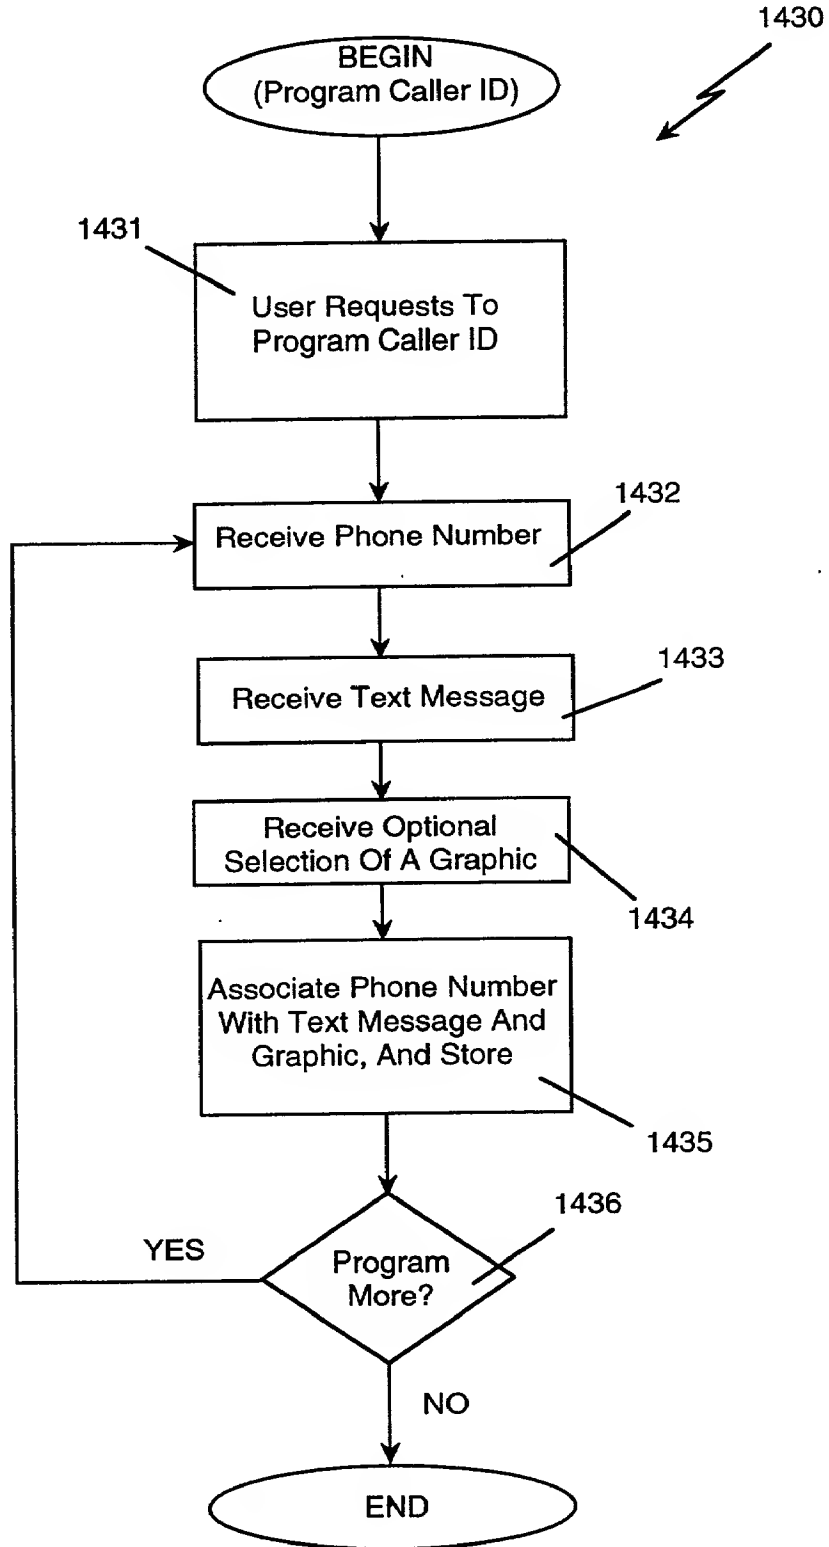 1430
BEGIN
(Program Caller ID)
1431
User Requests To
Program Caller ID
1432
Receive Phone Number
1433
Receive Text Message
Receive Optional
Selection Of A Graphic
1434
Associate Phone Number
With Text Message And
Graphic, And Store
1435
1436
YES
Program
More?
NO
END